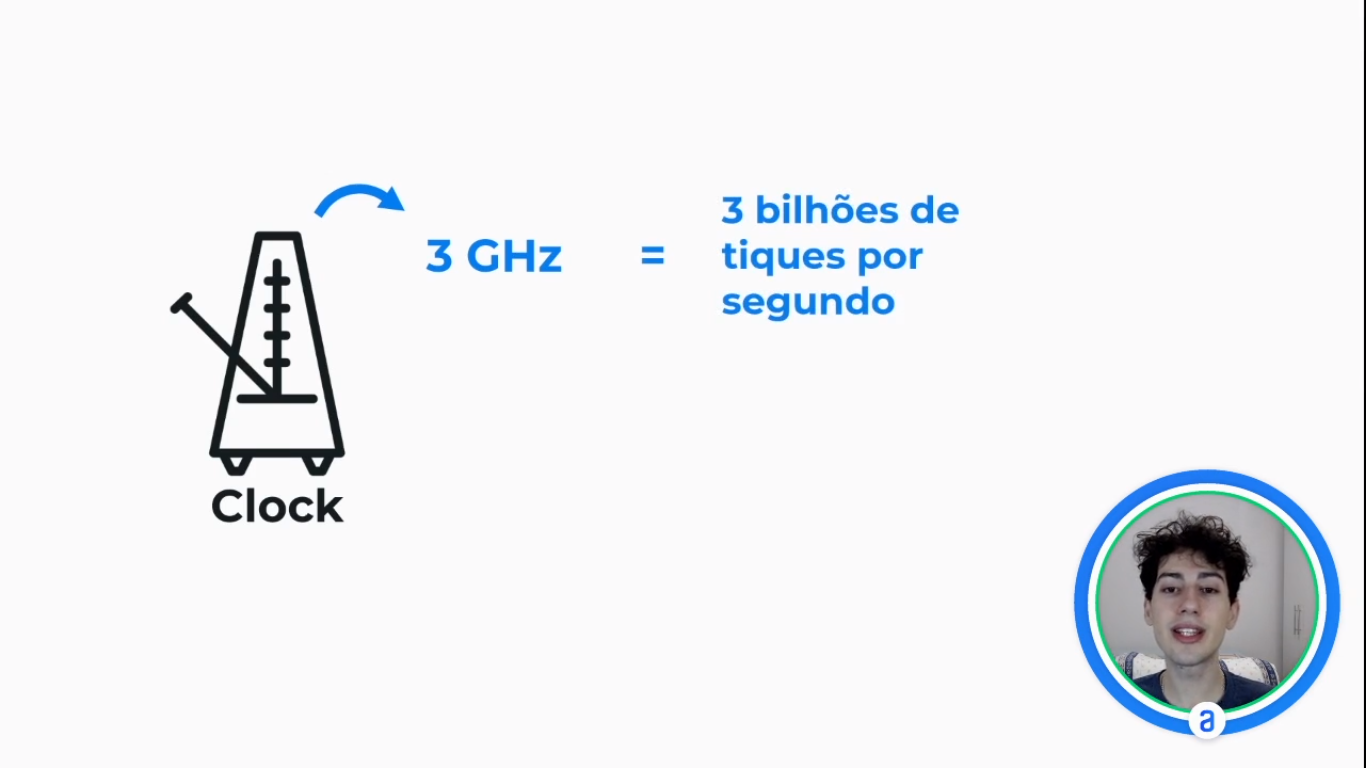 3 GHz
=
3 bilhões de
tiques por
segundo
Clock
a